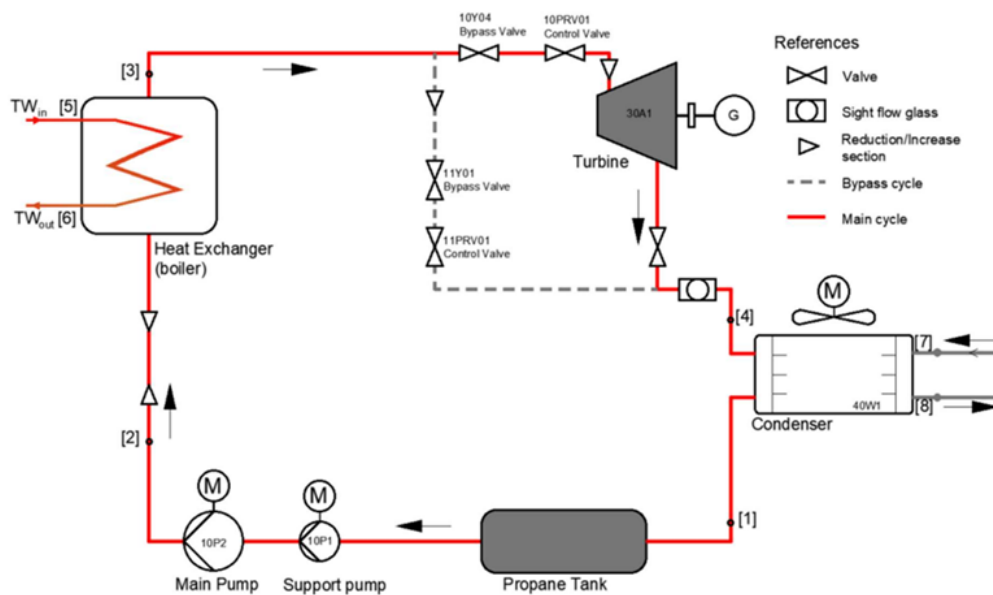 10Y04
Bypass Valve
10PRV01
Control Valve
References
[3]
Valve
TWin [5]
30A1
G
Sight flow glass
Turbine
Reduction/Increase
section
11Y01
Bypass Valve
Bypass cycle
TWout [6]
Main cycle
11PRV01
Control Valve
Heat Exchanger
(boiler)
M
[4]
[7]
40W1
[8]
Condenser
[2]
M
M
[1]
10P2
10P1
Main Pump
Support pump
Propane Tank